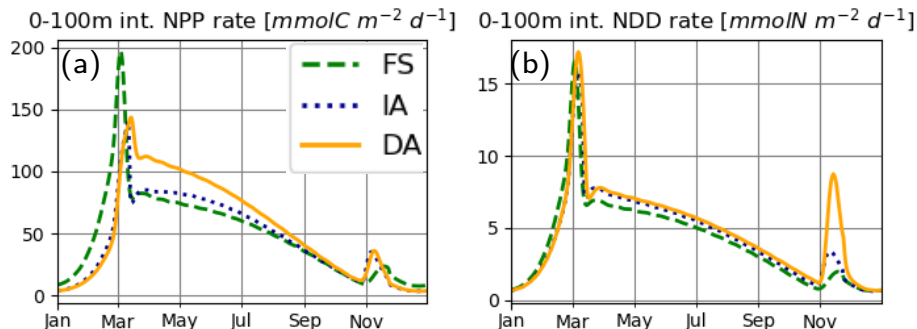 0-100m int. NPP rate [mmolC m⁻² d⁻¹]
(a)
200
150
100
50
0
FS
IA
DA
Jan Mar May Jul Sep Nov
0-100m int. NDD rate [mmolN m⁻² d⁻¹]
(b)
15
10
5
0
Jan Mar May Jul Sep Nov